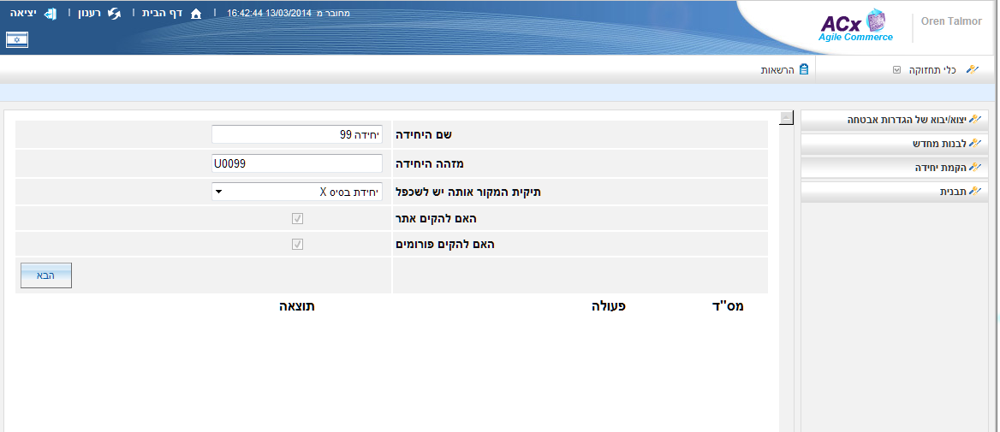 Oren Talmor
ACx
Agile Commerce
מחובר מ 13/03/2014 16:42:44 | דף הבית | רענון | יציאה
כלי תחזוקה
הרשאות
יצוא/יבוא של הגדרות אבטחה
לבנות מחדש
הקמת יחידה
תבנית
שם היחידה יחידה 99
מזהה היחידה U0099
תיקית המקור אותה יש לשכפל יחידת בסיס X
האם להקים אתר
האם להקים פורומים
הבא
מס"ד פעולה תוצאה